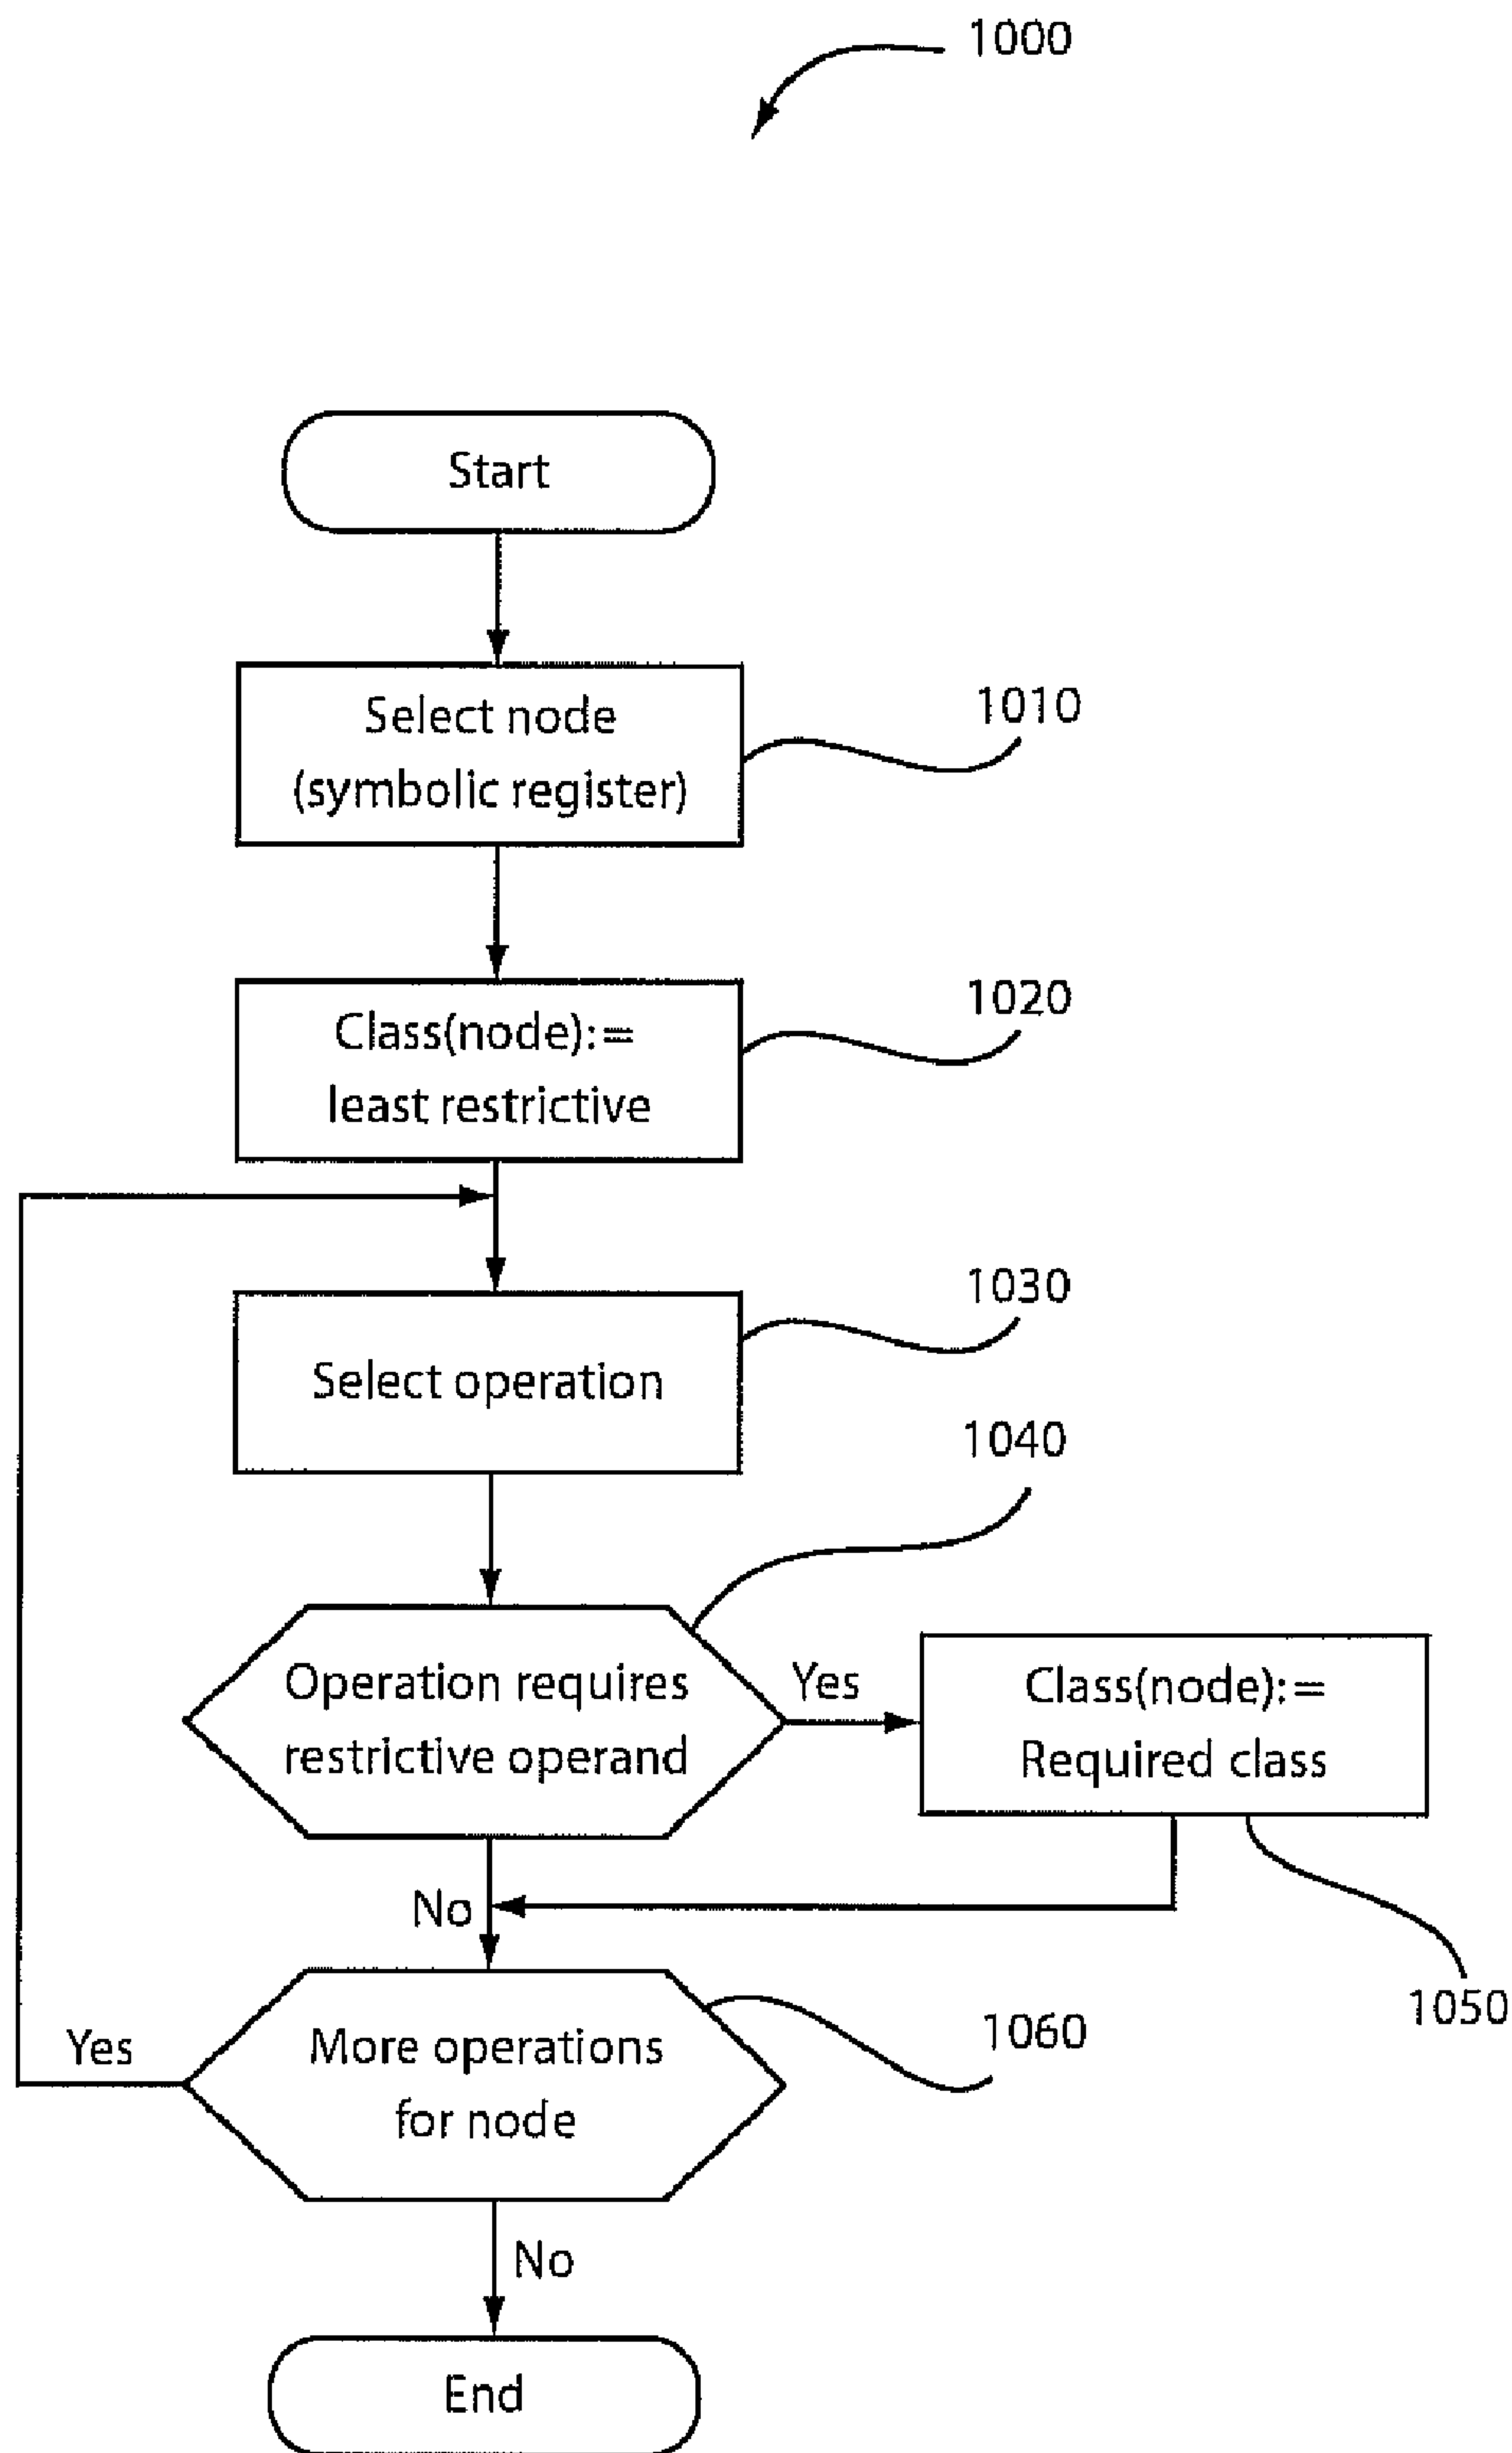 1000
Start
Select node
(symbolic register)
1010
Class(node):=
least restrictive
1020
Select operation
1030
1040
Operation requires
restrictive operand
Yes
Class(node):=
Required class
No
1050
More operations
for node
1060
Yes
No
End